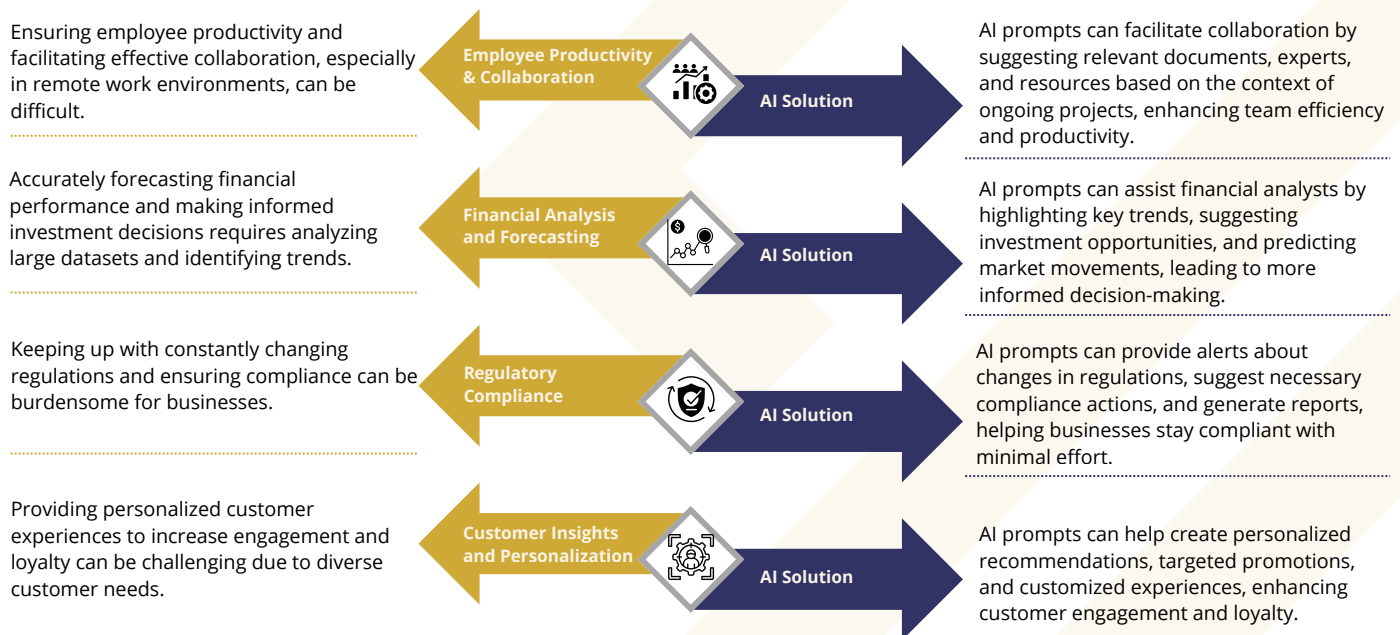 Ensuring employee productivity and
facilitating effective collaboration, especially
in remote work environments, can be
difficult.
Employee Productivity
& Collaboration
AI Solution
AI prompts can facilitate collaboration by
suggesting relevant documents, experts,
and resources based on the context of
ongoing projects, enhancing team efficiency
and productivity.
Accurately forecasting financial
performance and making informed
investment decisions requires analyzing
large datasets and identifying trends.
Financial Analysis
and Forecasting
$
AI Solution
AI prompts can assist financial analysts by
highlighting key trends, suggesting
investment opportunities, and predicting
market movements, leading to more
informed decision-making.
Keeping up with constantly changing
regulations and ensuring compliance can be
burdensome for businesses.
Regulatory
Compliance
AI Solution
AI prompts can provide alerts about
changes in regulations, suggest necessary
compliance actions, and generate reports,
helping businesses stay compliant with
minimal effort.
Providing personalized customer
experiences to increase engagement and
loyalty can be challenging due to diverse
customer needs.
Customer Insights
and Personalization
AI Solution
AI prompts can help create personalized
recommendations, targeted promotions,
and customized experiences, enhancing
customer engagement and loyalty.